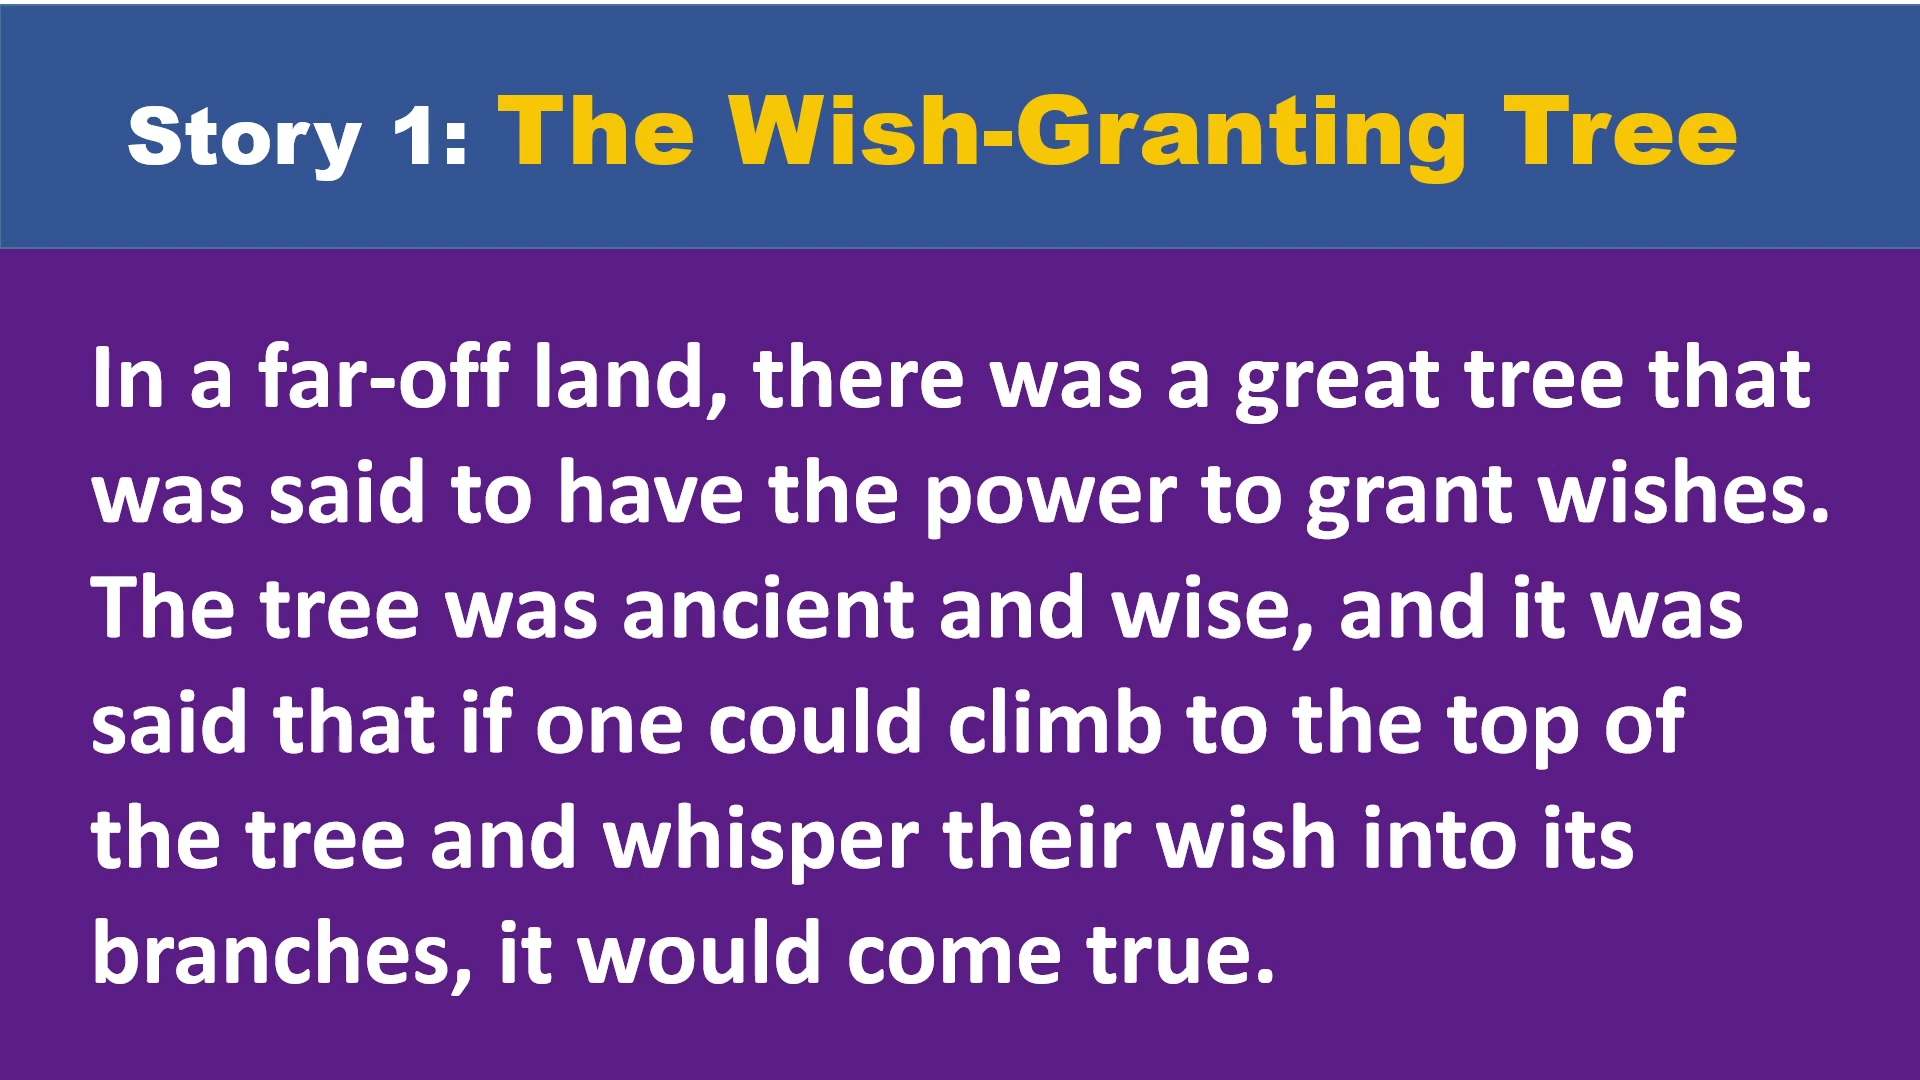 Story 1: The Wish-Granting Tree
In a far-off land, there was a great tree that
was said to have the power to grant wishes.
The tree was ancient and wise, and it was
said that if one could climb to the top of
the tree and whisper their wish into its
branches, it would come true.